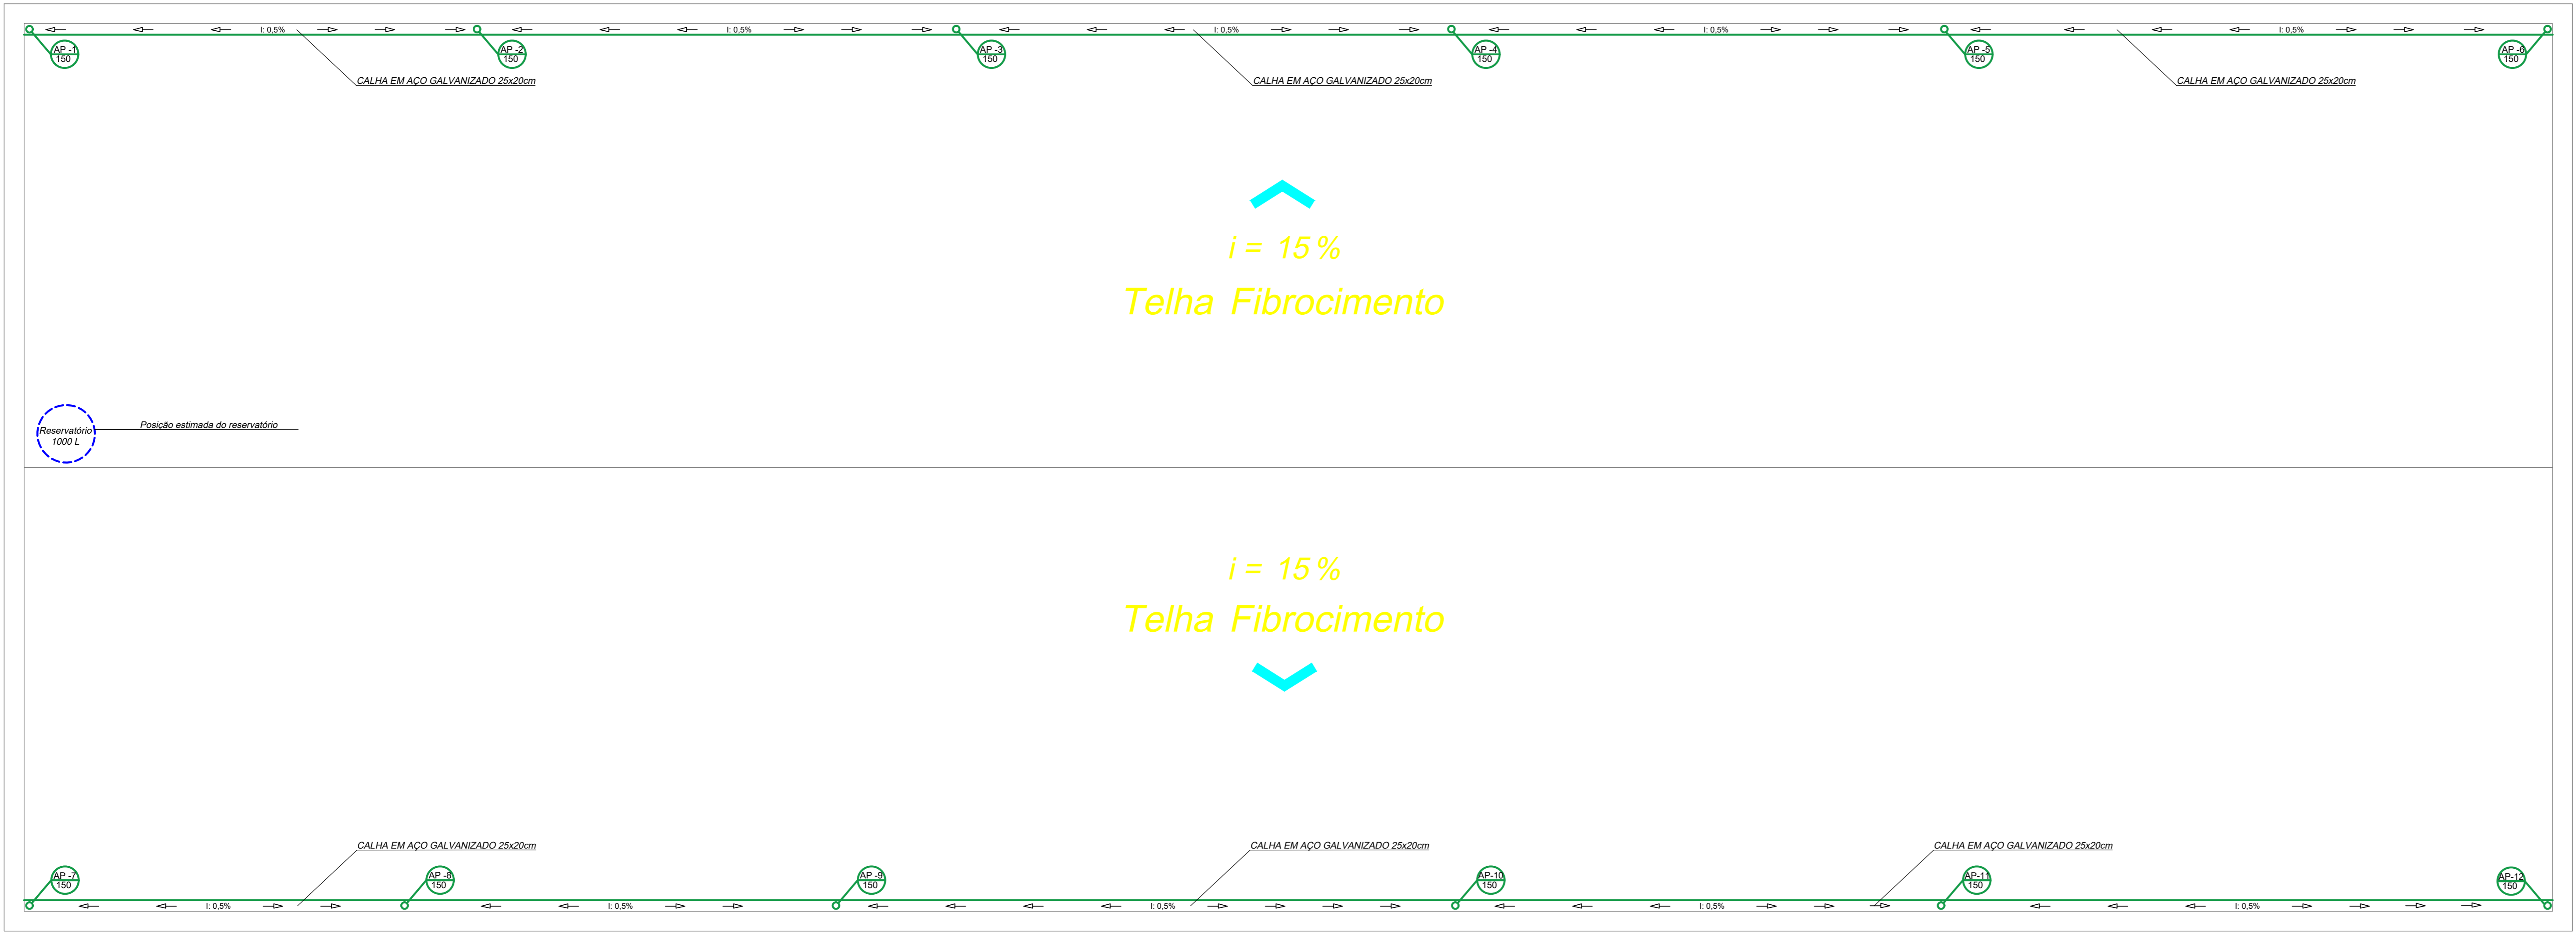 I: 0,5% I: 0,5% I: 0,5% I: 0,5% I: 0,5%
AP -1 AP -2 AP -3 AP -4 AP -5 AP -6
150 150 150 150 150 150
CALHA EM AÇO GALVANIZADO 25x20cm CALHA EM AÇO GALVANIZADO 25x20cm CALHA EM AÇO GALVANIZADO 25x20cm
i = 15 %
Telha Fibrocimento
Posição estimada do reservatório
Reservatório
1000 L
i = 15 %
Telha Fibrocimento
CALHA EM AÇO GALVANIZADO 25x20cm CALHA EM AÇO GALVANIZADO 25x20cm CALHA EM AÇO GALVANIZADO 25x20cm
AP -7 AP -8 AP -9 AP-10 AP-11 AP-12
150 150 150 150 150 150
I: 0,5% I: 0,5% I: 0,5% I: 0,5% I: 0,5%